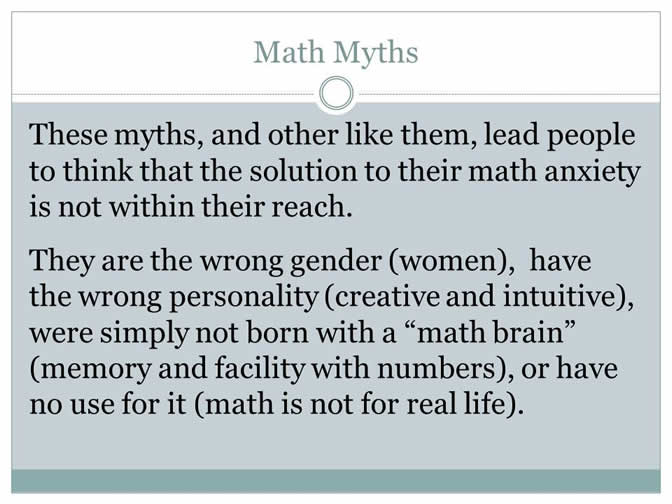 Math Myths
These myths, and other like them, lead people
to think that the solution to their math anxiety
is not within their reach.
They are the wrong gender (women),  have
the wrong personality (creative and intuitive),
were simply not born with a “math brain”
(memory and facility with numbers), or have
no use for it (math is not for real life).